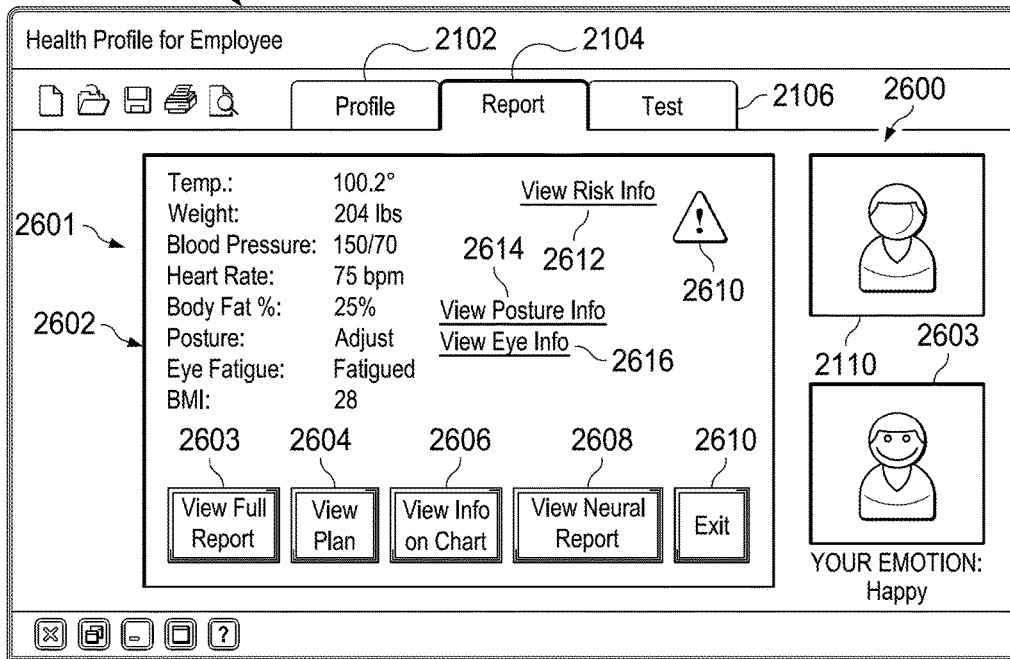 Health Profile for Employee
2102
2104
Profile
Report
Test
2106
2600
2601
2602
Temp.: 100.2°
Weight: 204 lbs
Blood Pressure: 150/70
Heart Rate: 75 bpm
Body Fat %: 25%
Posture: Adjust
Eye Fatigue: Fatigued
BMI: 28
View Risk Info
2612
!
2610
2614
View Posture Info
View Eye Info
2616
2110
2603
2603
2604
2606
2608
2610
View Full
Report
View
Plan
View Info
on Chart
View Neural
Report
Exit
YOUR EMOTION:
Happy
?